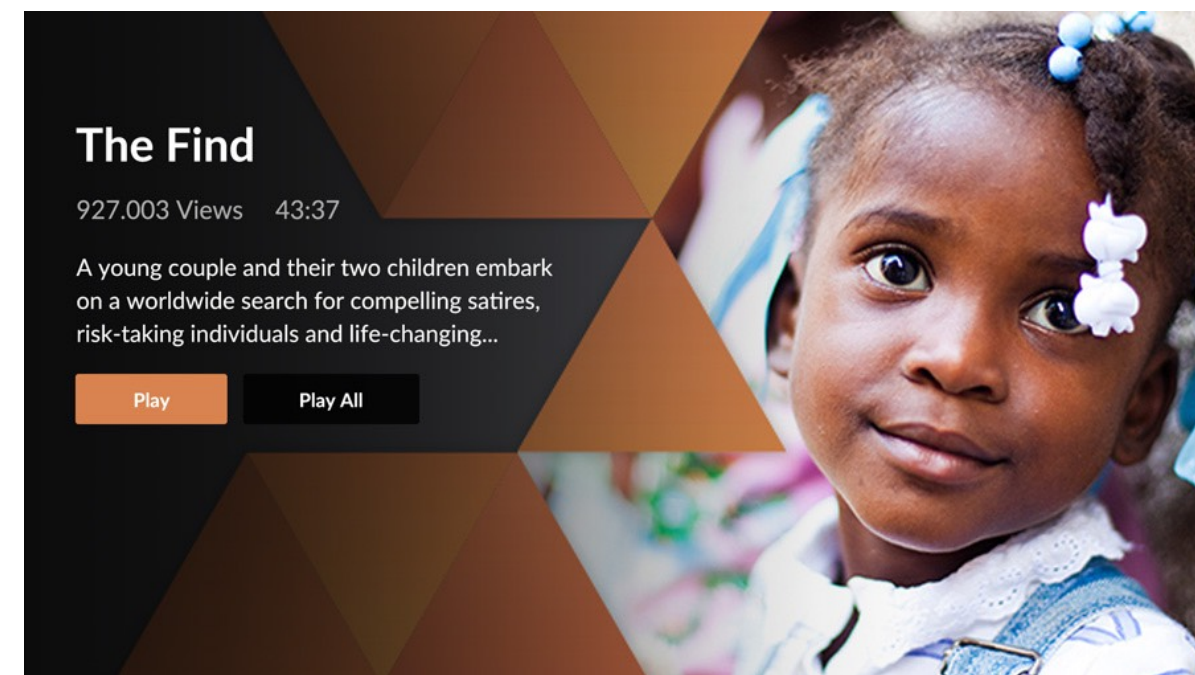 The Find
927.003 Views 43:37
A young couple and their two children embark
on a worldwide search for compelling satires,
risk-taking individuals and life-changing...
Play Play All